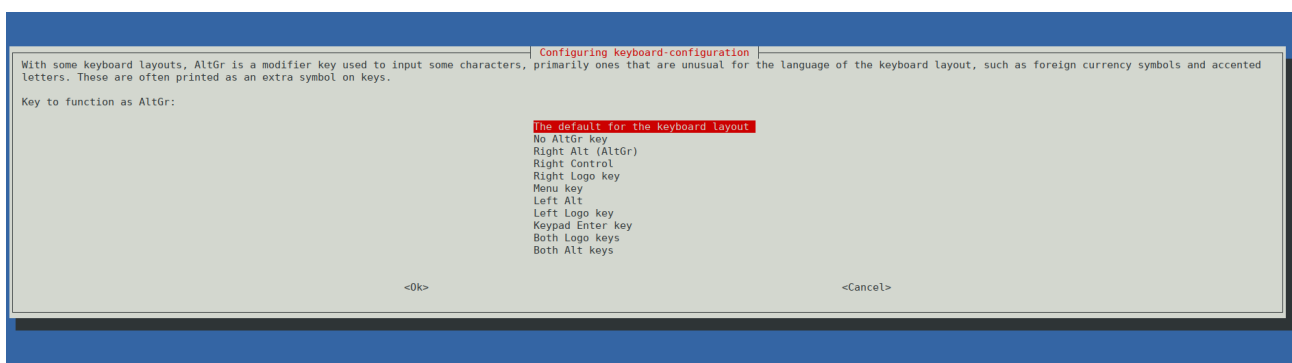 Configuring keyboard-configuration
With some keyboard layouts, AltGr is a modifier key used to input some characters, primarily ones that are unusual for the language of the keyboard layout, such as foreign currency symbols and accented
letters. These are often printed as an extra symbol on keys.
Key to function as AltGr:
The default for the keyboard layout
No AltGr key
Right Alt (AltGr)
Right Control
Right Logo key
Menu key
Left Alt
Left Logo key
Keypad Enter key
Both Logo keys
Both Alt keys
<Ok> <Cancel>